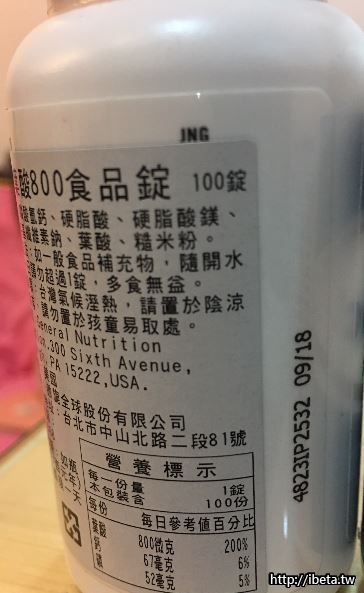 JNG
酸800食品錠 100錠
酸氫鈣、硬脂酸、硬脂酸鎂、
纖維素鈉、葉酸、糙米粉。
如一般食品補充物,隨開水
請勿超過1錠,多食無益。
台灣氣候溼熱,請置於陰涼
請勿置於孩童易取處。
General Nutrition
300 Sixth Avenue,
PA 15222,USA.
美國
全球股份有限公司
台北市中山北路二段81號
營養標示
每一份量 1錠
本包裝含 100份
每份 每日參考值百分比
葉酸 800微克 200%
鈣 67毫克 6%
磷 52毫克 5%
4823IP2532 09/18
http://ibeta.tw